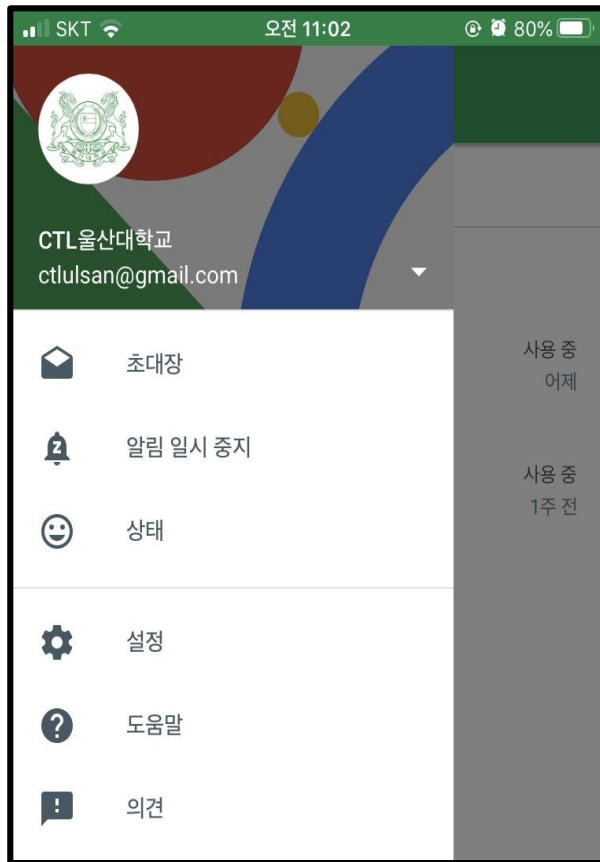 SKT 오전 11:02 80%
CTL울산대학교
ctlulsan@gmail.com
초대장
알림 일시 중지
상태
설정
도움말
의견
사용 중
어제
사용 중
1주 전